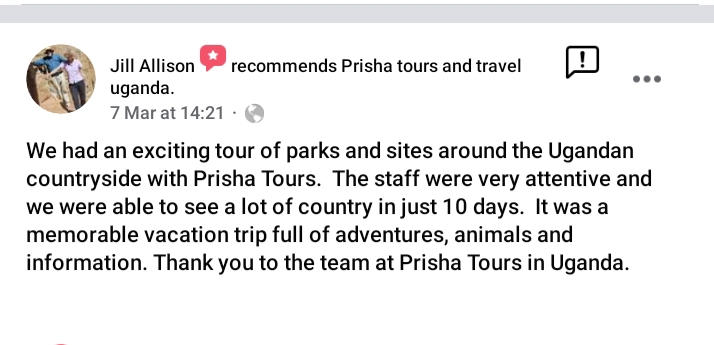 Jill Allison recommends Prisha tours and travel
uganda.
7 Mar at 14:21 ·
We had an exciting tour of parks and sites around the Ugandan
countryside with Prisha Tours.  The staff were very attentive and
we were able to see a lot of country in just 10 days.  It was a
memorable vacation trip full of adventures, animals and
information. Thank you to the team at Prisha Tours in Uganda.